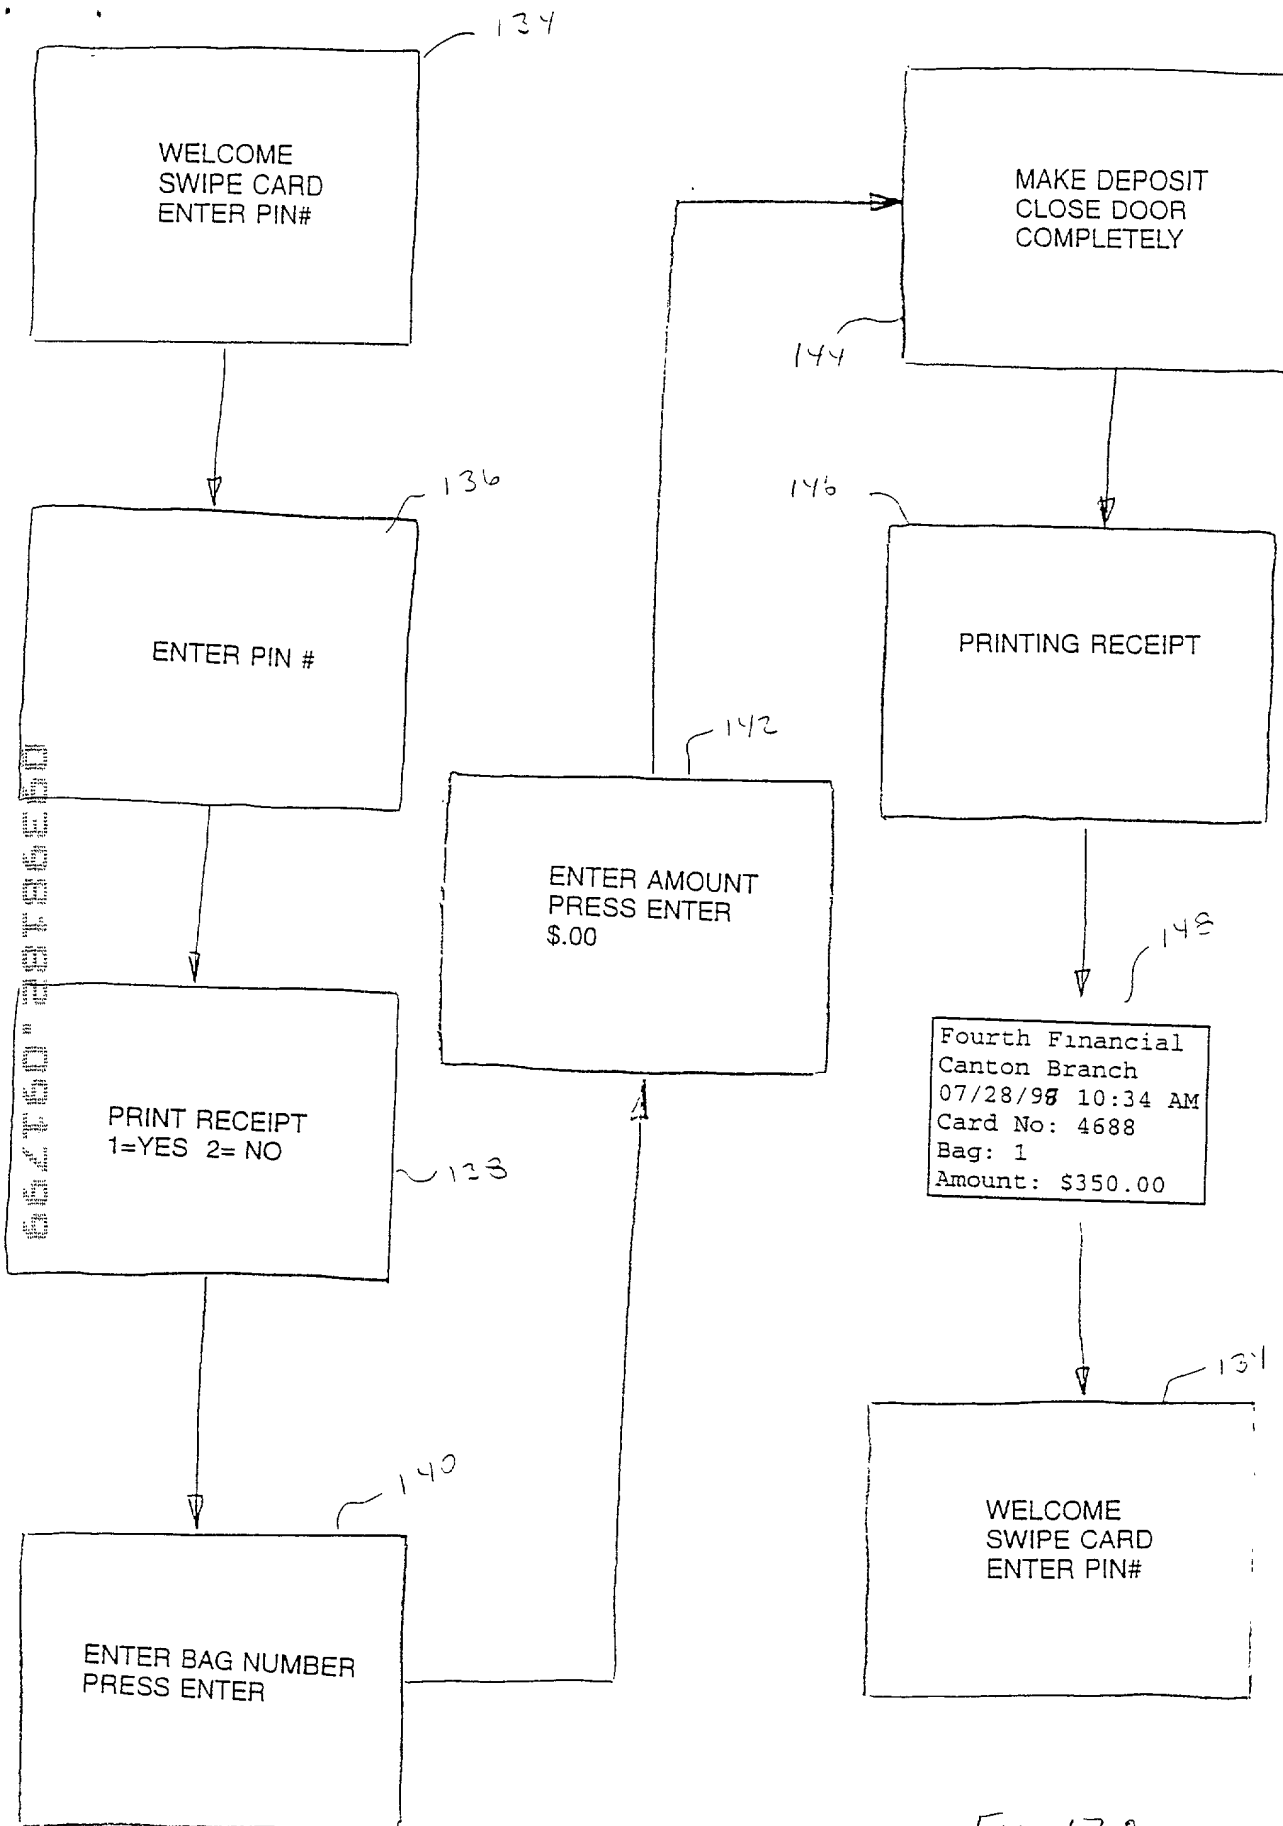 134
WELCOME
SWIPE CARD
ENTER PIN#
136
ENTER PIN #
PRINT RECEIPT
1=YES 2= NO
138
140
ENTER BAG NUMBER
PRESS ENTER
142
ENTER AMOUNT
PRESS ENTER
$.00
MAKE DEPOSIT
CLOSE DOOR
COMPLETELY
144
146
PRINTING RECEIPT
148
Fourth Financial
Canton Branch
07/28/98 10:34 AM
Card No: 4688
Bag: 1
Amount: $350.00
134
WELCOME
SWIPE CARD
ENTER PIN#